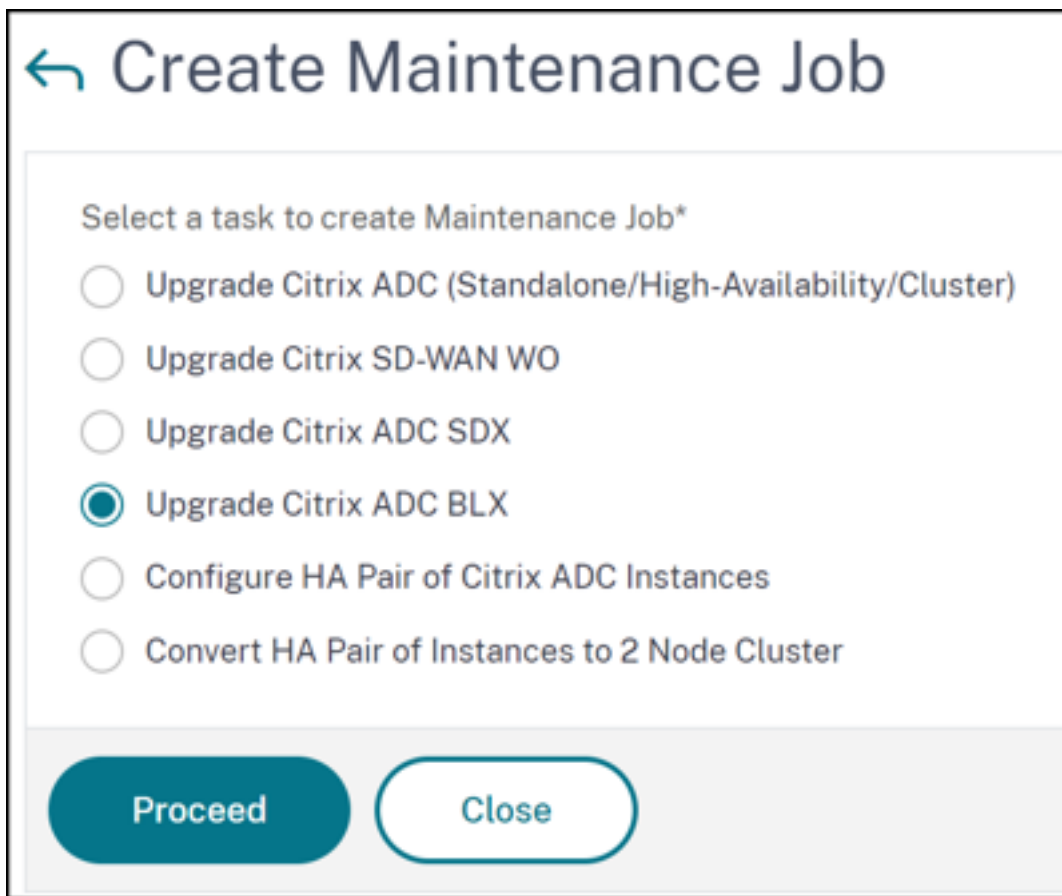 Create Maintenance Job
Select a task to create Maintenance Job*
Upgrade Citrix ADC (Standalone/High-Availability/Cluster)
Upgrade Citrix SD-WAN WO
Upgrade Citrix ADC SDX
Upgrade Citrix ADC BLX
Configure HA Pair of Citrix ADC Instances
Convert HA Pair of Instances to 2 Node Cluster
Proceed Close